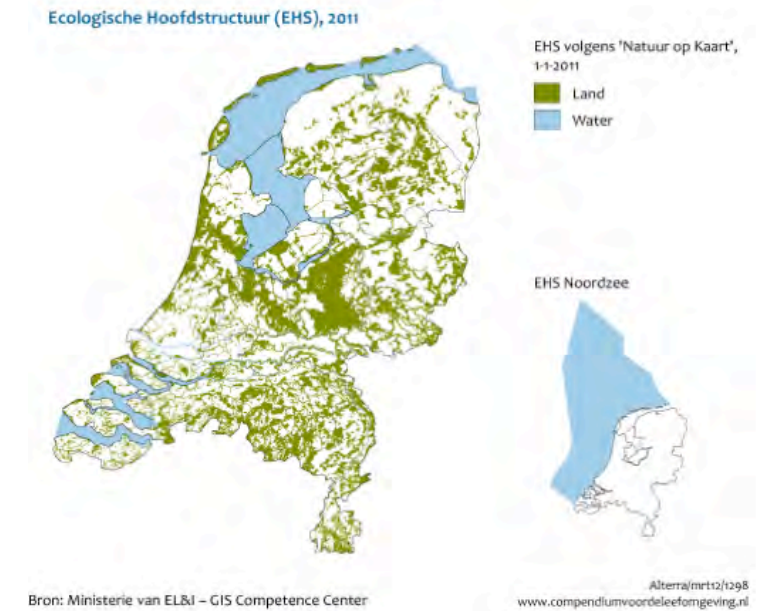 Ecologische Hoofdstructuur (EHS), 2011
EHS volgens 'Natuur op Kaart',
1-1-2011
Land
Water
EHS Noordzee
Alterra/mrt12/1298
Bron: Ministerie van EL&I – GIS Competence Center
www.compendiumvoordeleefomgeving.nl